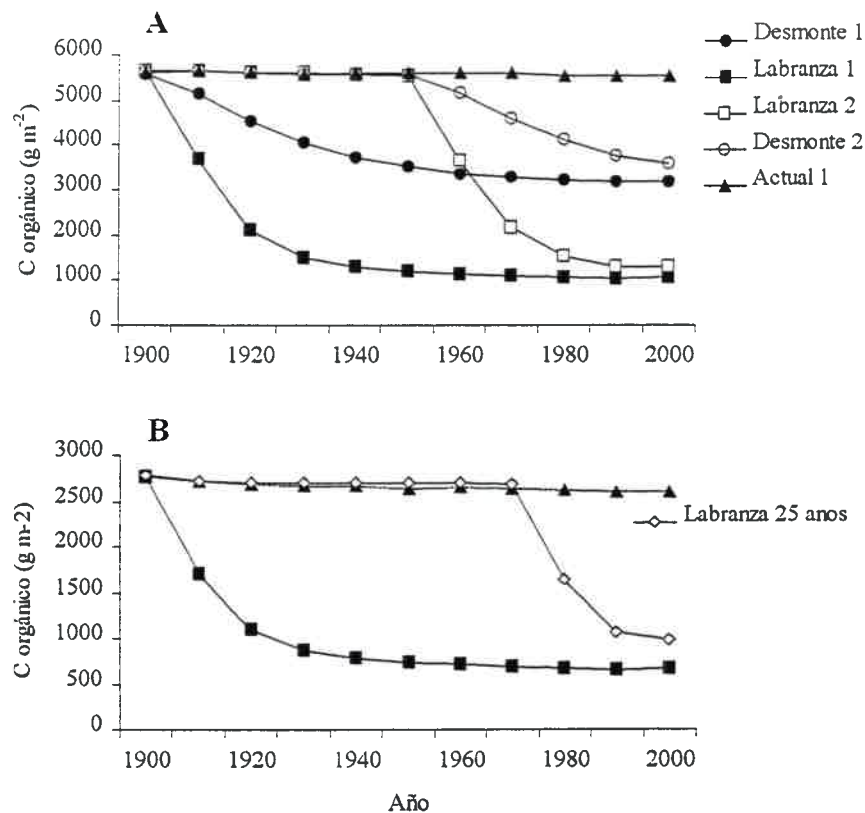 A
6000
5000
4000
3000
2000
1000
0
C orgánico (g m-2)
1900 1920 1940 1960 1980 2000
Desmonte 1
Labranza 1
Labranza 2
Desmonte 2
Actual 1
B
3000
2500
2000
1500
1000
500
0
C orgánico (g m-2)
1900 1920 1940 1960 1980 2000
Año
Labranza 25 anos